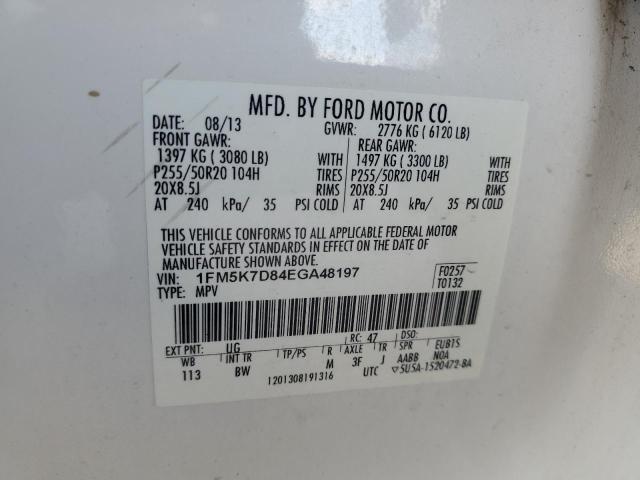 MFD. BY FORD MOTOR CO.
DATE: 08/13 GVWR: 2776 KG ( 6120 LB)
FRONT GAWR: REAR GAWR:
1397 KG ( 3080 LB) WITH 1497 KG ( 3300 LB) WITH
P255/50R20 104H TIRES P255/50R20 104H TIRES
20X8.5J RIMS 20X8.5J RIMS
AT 240 kPa/ 35 PSI COLD AT 240 kPa/ 35 PSI COLD
THIS VEHICLE CONFORMS TO ALL APPLICABLE FEDERAL MOTOR
VEHICLE SAFETY STANDARDS IN EFFECT ON THE DATE OF
MANUFACTURE SHOWN ABOVE.
VIN: 1FM5K7D84EGA48197 F0257
TYPE: MPV T0132
EXT PNT: UG RC: 47 DSO:
WB INT TR TP/PS R AXLE TR SPR EUBTS
113 BW M 3F J AABB NOA
1201308191316 UTC ▽5U5A-1520472-BA